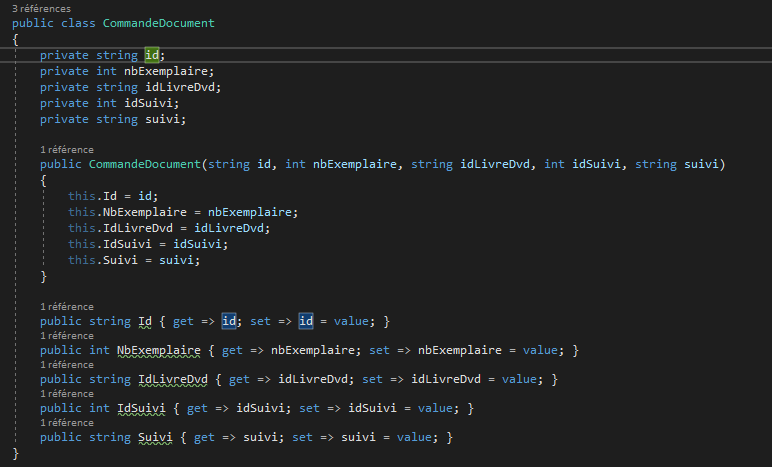 3 références
public class CommandeDocument
{
private string id;
private int nbExemplaire;
private string idLivreDvd;
private int idSuivi;
private string suivi;
1 référence
public CommandeDocument(string id, int nbExemplaire, string idLivreDvd, int idSuivi, string suivi)
{
this.Id = id;
this.NbExemplaire = nbExemplaire;
this.IdLivreDvd = idLivreDvd;
this.IdSuivi = idSuivi;
this.Suivi = suivi;
}
1 référence
public string Id { get => id; set => id = value; }
1 référence
public int NbExemplaire { get => nbExemplaire; set => nbExemplaire = value; }
1 référence
public string IdLivreDvd { get => idLivreDvd; set => idLivreDvd = value; }
1 référence
public int IdSuivi { get => idSuivi; set => idSuivi = value; }
1 référence
public string Suivi { get => suivi; set => suivi = value; }
}